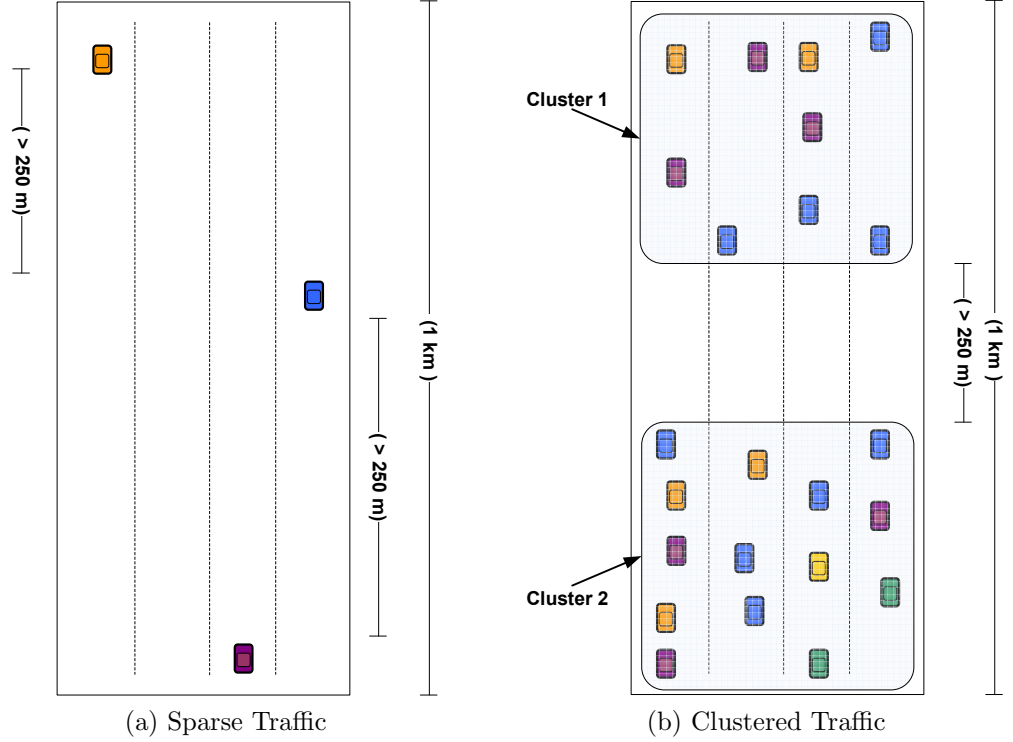 ( > 250 m)
(1 km )
( > 250 m)
(a) Sparse Traffic
Cluster 1
( > 250 m)
(1 km )
Cluster 2
(b) Clustered Traffic